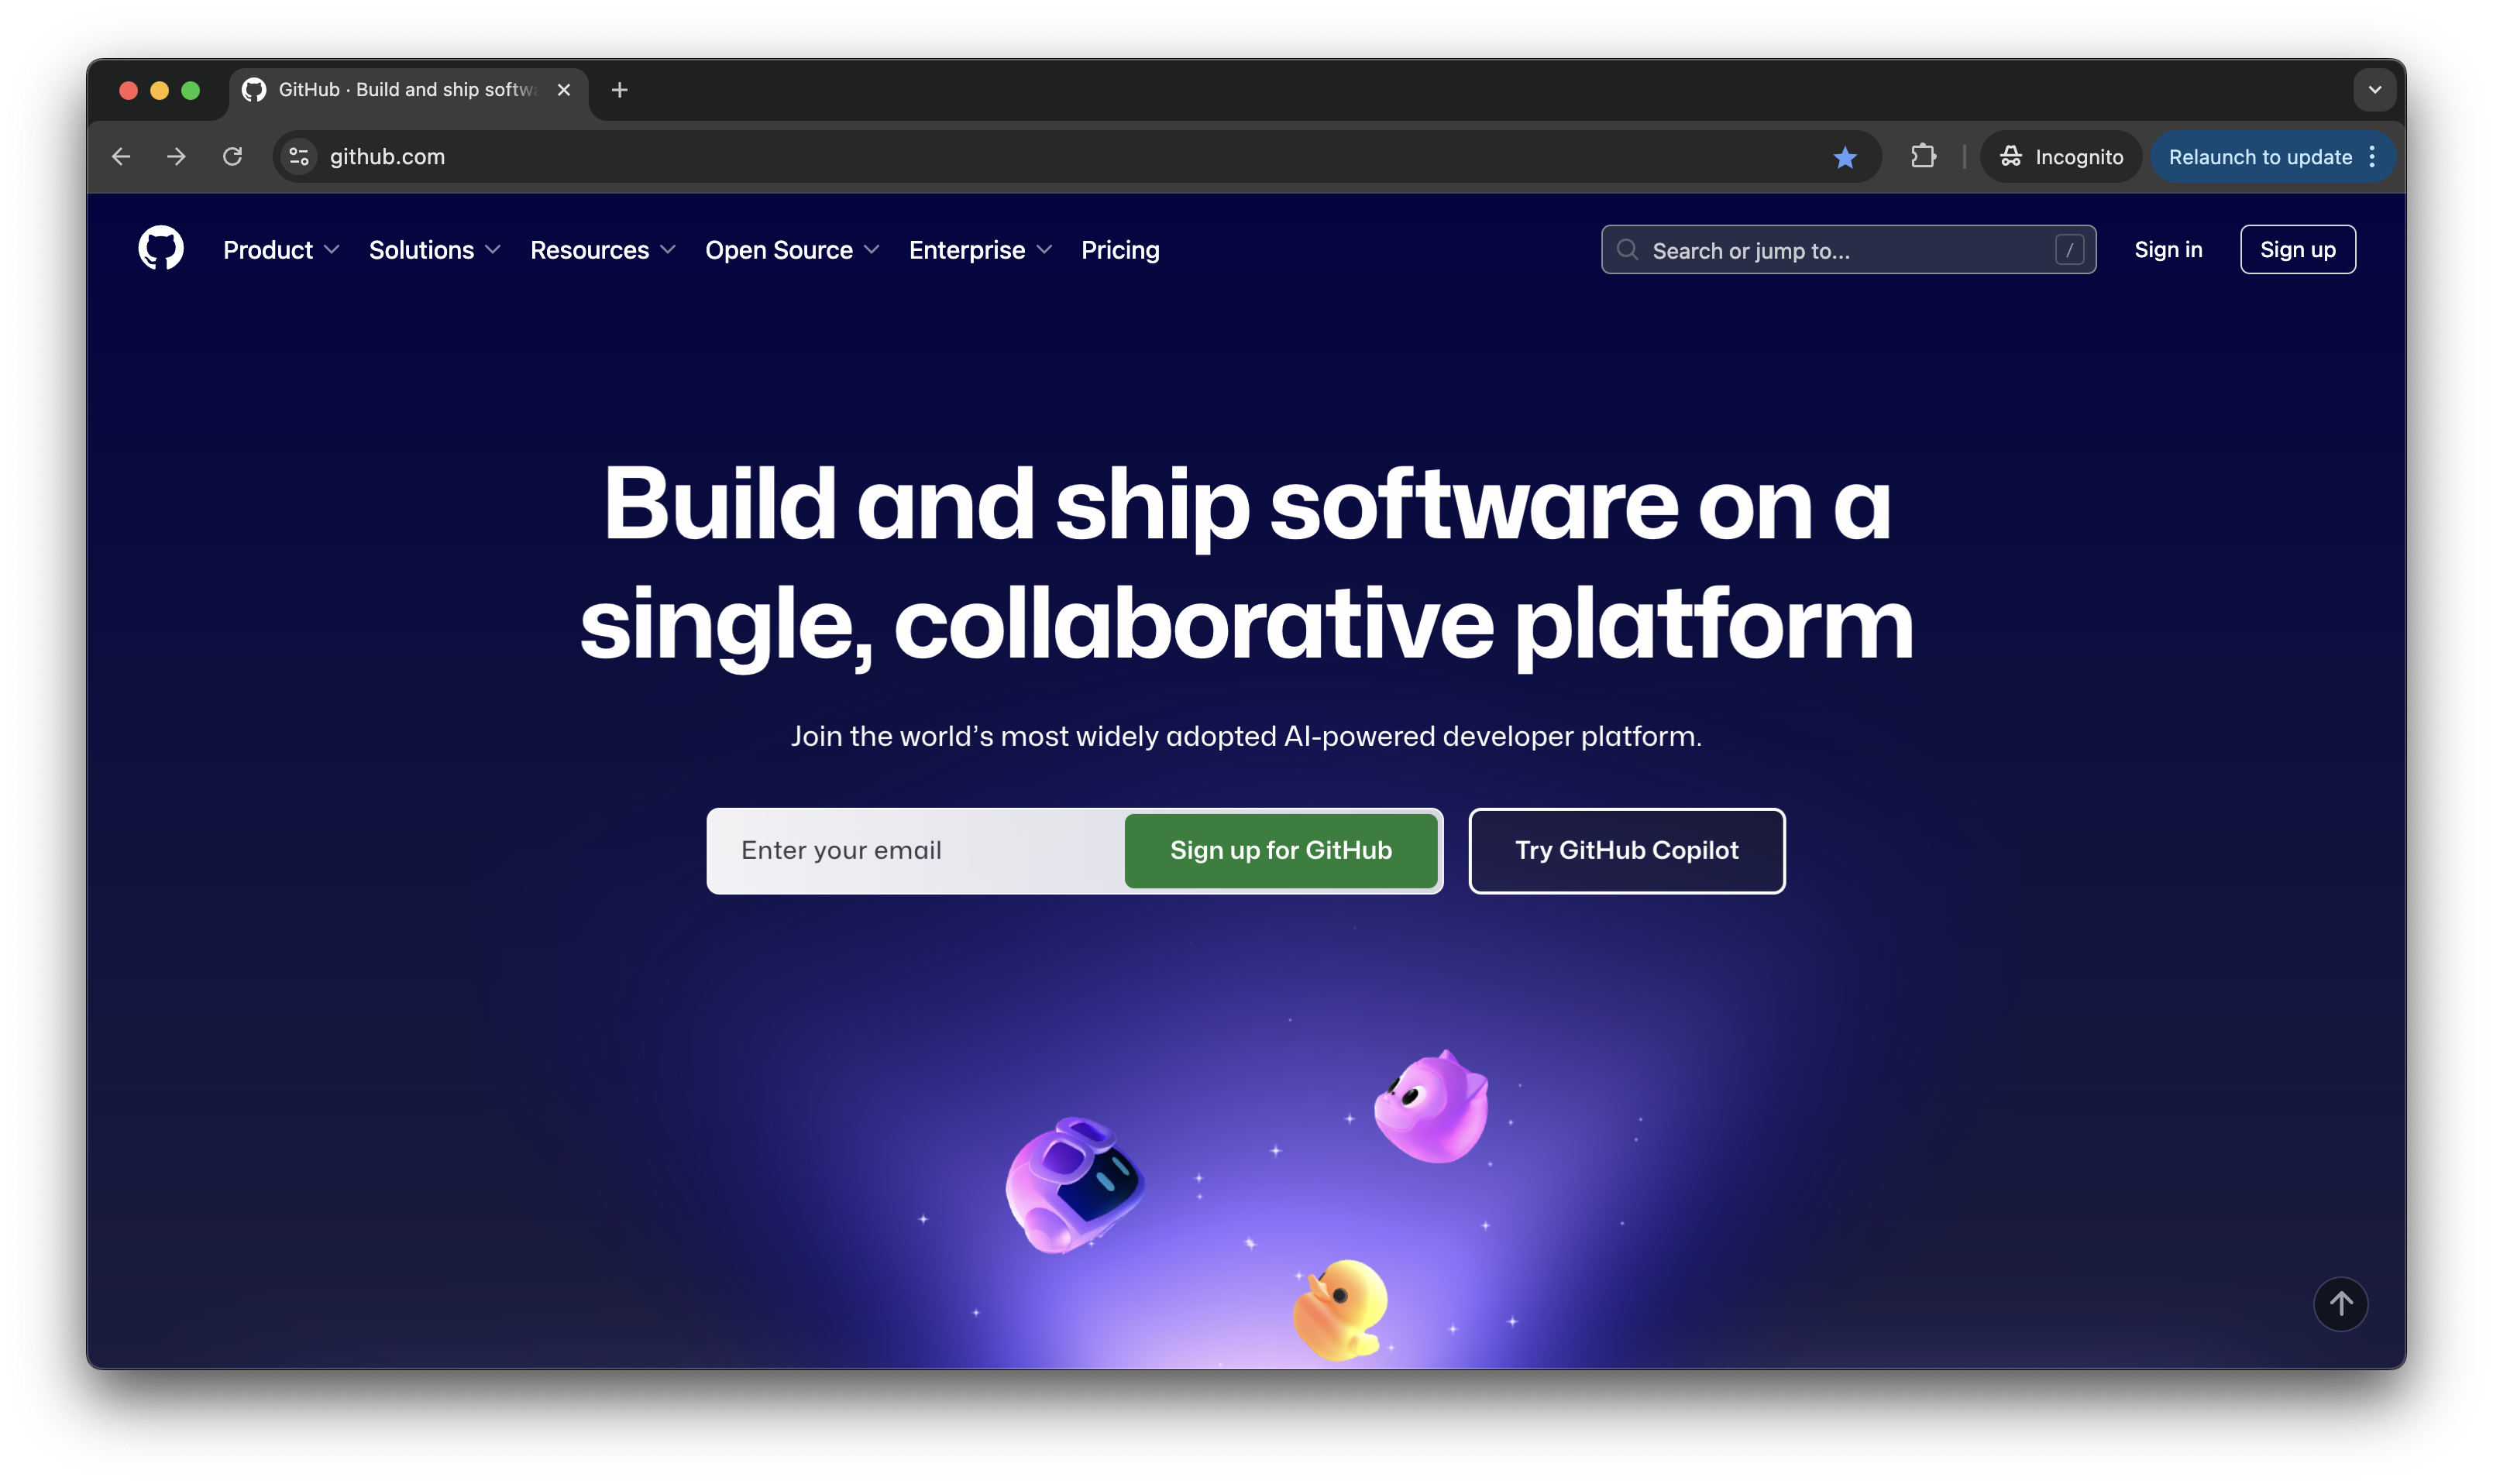 GitHub · Build and ship softw
github.com
Incognito
Relaunch to update
Product
Solutions
Resources
Open Source
Enterprise
Pricing
Search or jump to...
/
Sign in
Sign up
Build and ship software on a
single, collaborative platform
Join the world’s most widely adopted AI-powered developer platform.
Enter your email
Sign up for GitHub
Try GitHub Copilot